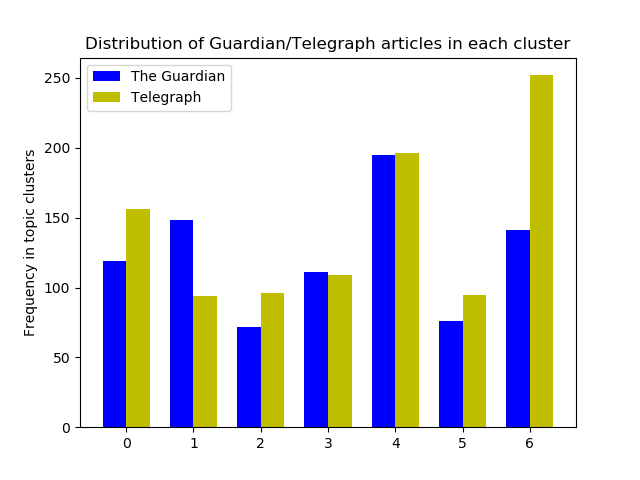 Distribution of Guardian/Telegraph articles in each cluster
The Guardian
Telegraph
Frequency in topic clusters
250
200
150
100
50
0
0 1 2 3 4 5 6